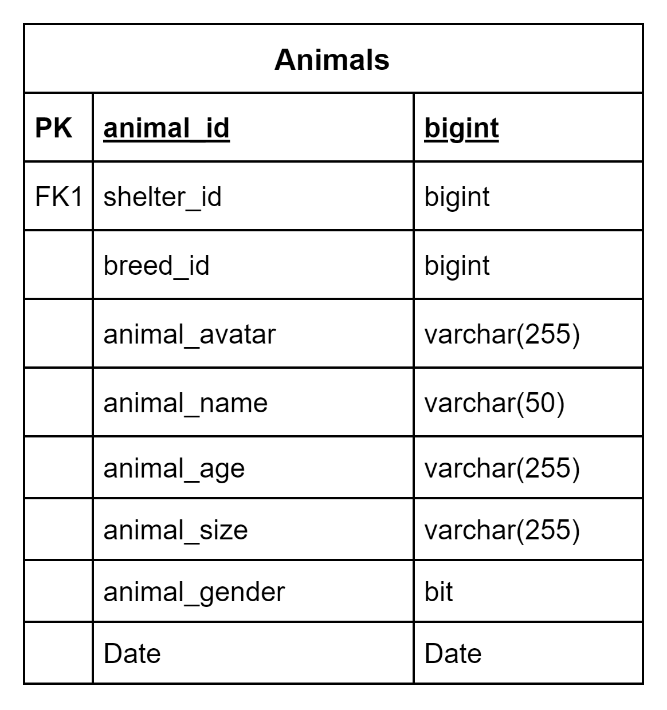 Animals
PK animal_id bigint
FK1 shelter_id bigint
breed_id bigint
animal_avatar varchar(255)
animal_name varchar(50)
animal_age varchar(255)
animal_size varchar(255)
animal_gender bit
Date Date